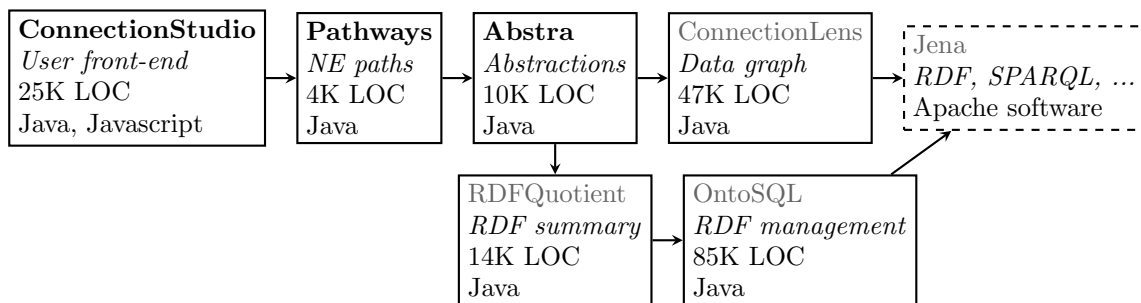 ConnectionStudio
User front-end
25K LOC
Java, Javascript
Pathways
NE paths
4K LOC
Java
Abstra
Abstractions
10K LOC
Java
ConnectionLens
Data graph
47K LOC
Java
Jena
RDF, SPARQL, ...
Apache software
RDFQuotient
RDF summary
14K LOC
Java
OntoSQL
RDF management
85K LOC
Java